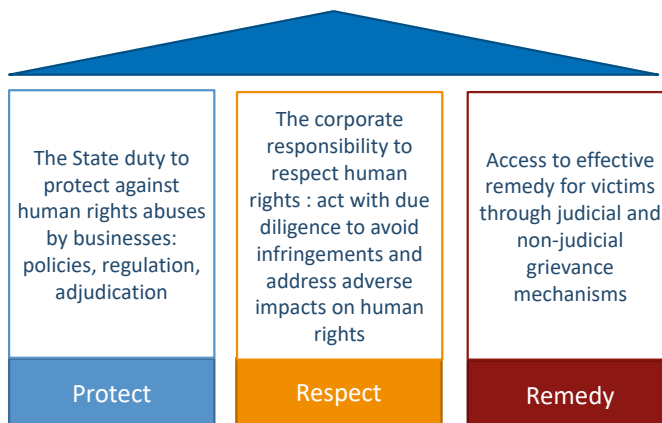 The State duty to
protect against
human rights abuses
by businesses:
policies, regulation,
adjudication
Protect
The corporate
responsibility to
respect human
rights : act with due
diligence to avoid
infringements and
address adverse
impacts on human
rights
Respect
Access to effective
remedy for victims
through judicial and
non-judicial
grievance
mechanisms
Remedy